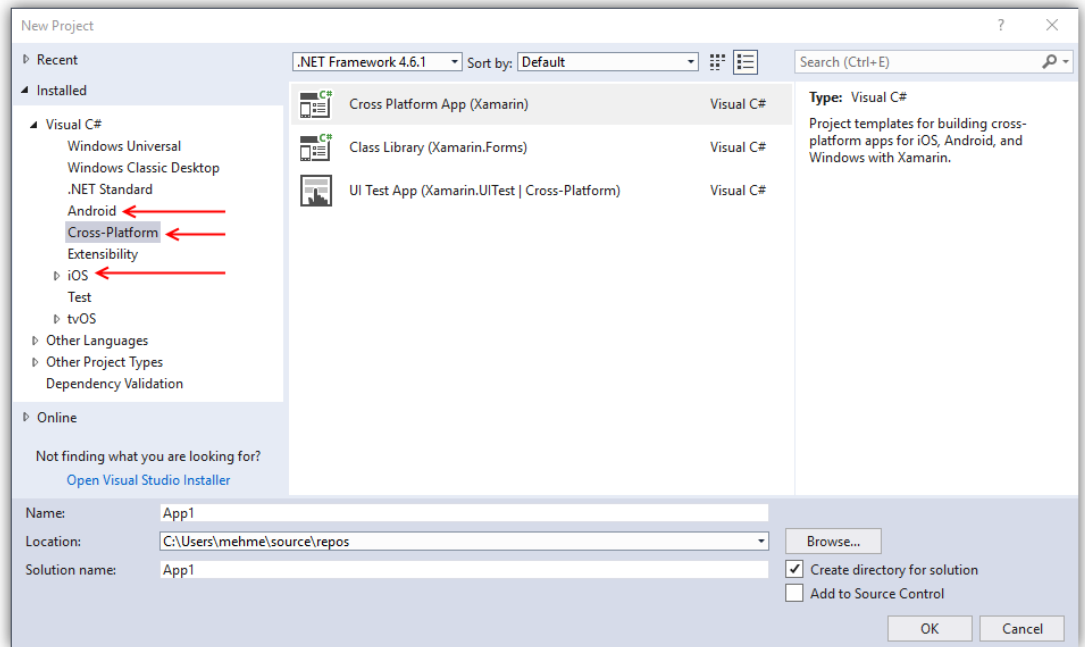 New Project
?
Recent
.NET Framework 4.6.1
Sort by: Default
Search (Ctrl+E)
Installed
Visual C#
Windows Universal
Windows Classic Desktop
.NET Standard
Android
Cross-Platform
Extensibility
iOS
Test
tvOS
Other Languages
Other Project Types
Dependency Validation
Online
Not finding what you are looking for?
Open Visual Studio Installer
C#
Cross Platform App (Xamarin) Visual C#
C#
Class Library (Xamarin.Forms) Visual C#
UI Test App (Xamarin.UITest | Cross-Platform) Visual C#
Type: Visual C#
Project templates for building cross-
platform apps for iOS, Android, and
Windows with Xamarin.
Name: App1
Location: C:\Users\mehme\source\repos
Browse...
Solution name: App1
Create directory for solution
Add to Source Control
OK
Cancel